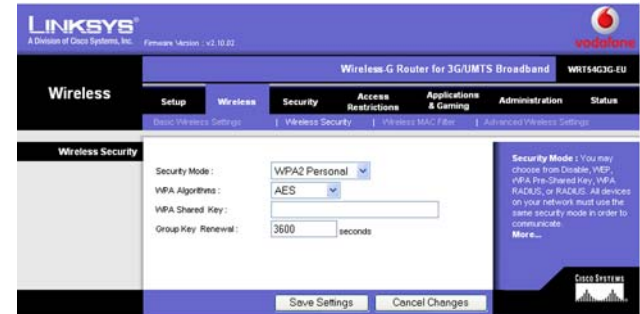 LINKSYS®
A Division of Cisco Systems, Inc.
Firmware Version : v2.10.02
vodafone
Wireless-G Router for 3G/UMTS Broadband
WRT54G3G-EU
Wireless
Setup
Wireless
Security
Access Restrictions
Applications & Gaming
Administration
Status
Basic Wireless Settings | Wireless Security | Wireless MAC Filter | Advanced Wireless Settings
Wireless Security
Security Mode : WPA2 Personal
WPA Algorithms : AES
WPA Shared Key :
Group Key Renewal : 3600 seconds
Security Mode : You may
choose from Disable, WEP,
WPA Pre-Shared Key, WPA
RADIUS, or RADIUS. All devices
on your network must use the
same security mode in order to
communicate.
More...
CISCO SYSTEMS
Save Settings
Cancel Changes